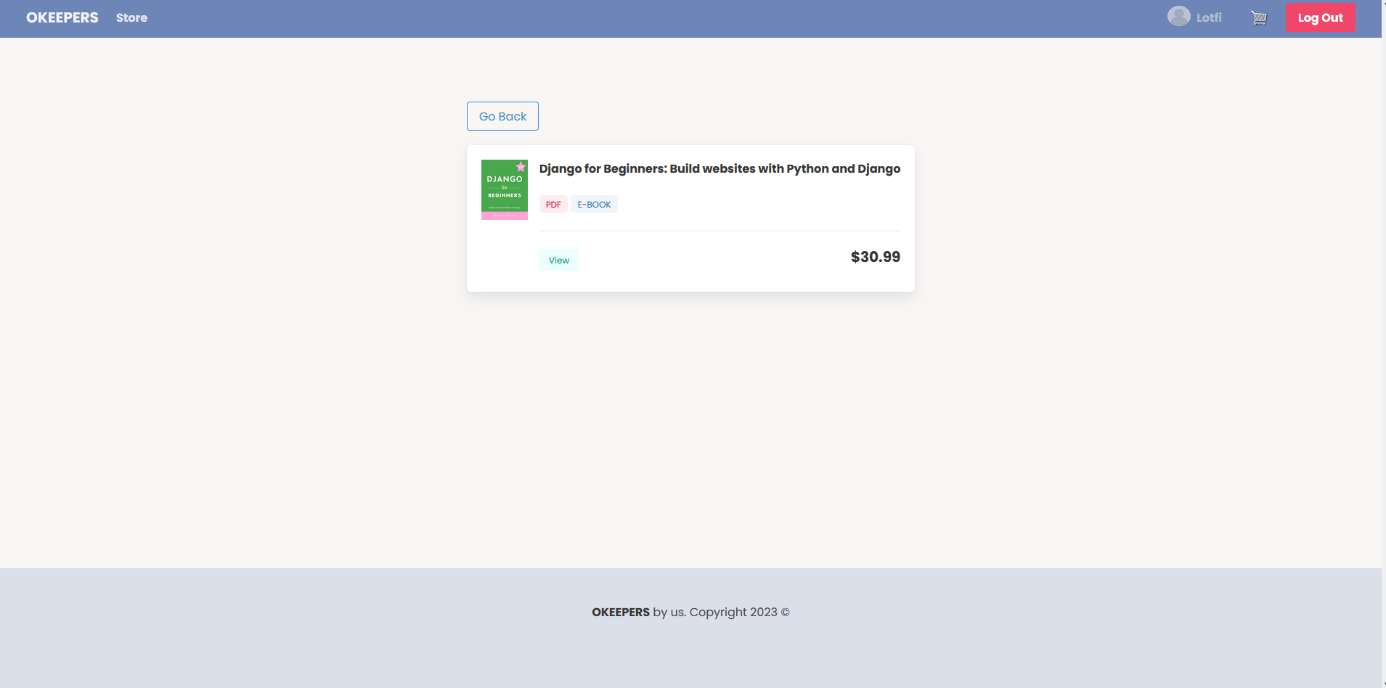 OKEEPERS Store Lotfi Log Out
Go Back
DJANGO
for
BEGINNERS
Django for Beginners: Build websites with Python and Django
PDF E-BOOK
View $30.99
OKEEPERS by us. Copyright 2023 ©